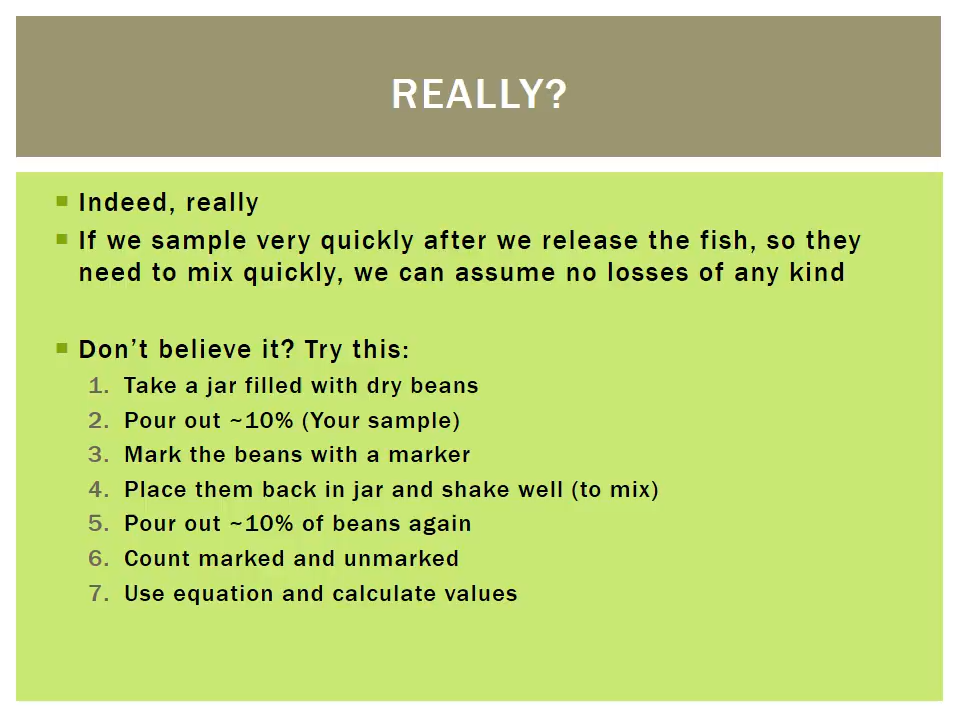 REALLY?
Indeed, really
If we sample very quickly after we release the fish, so they
need to mix quickly, we can assume no losses of any kind
Don’t believe it? Try this:
1. Take a jar filled with dry beans
2. Pour out ~10% (Your sample)
3. Mark the beans with a marker
4. Place them back in jar and shake well (to mix)
5. Pour out ~10% of beans again
6. Count marked and unmarked
7. Use equation and calculate values